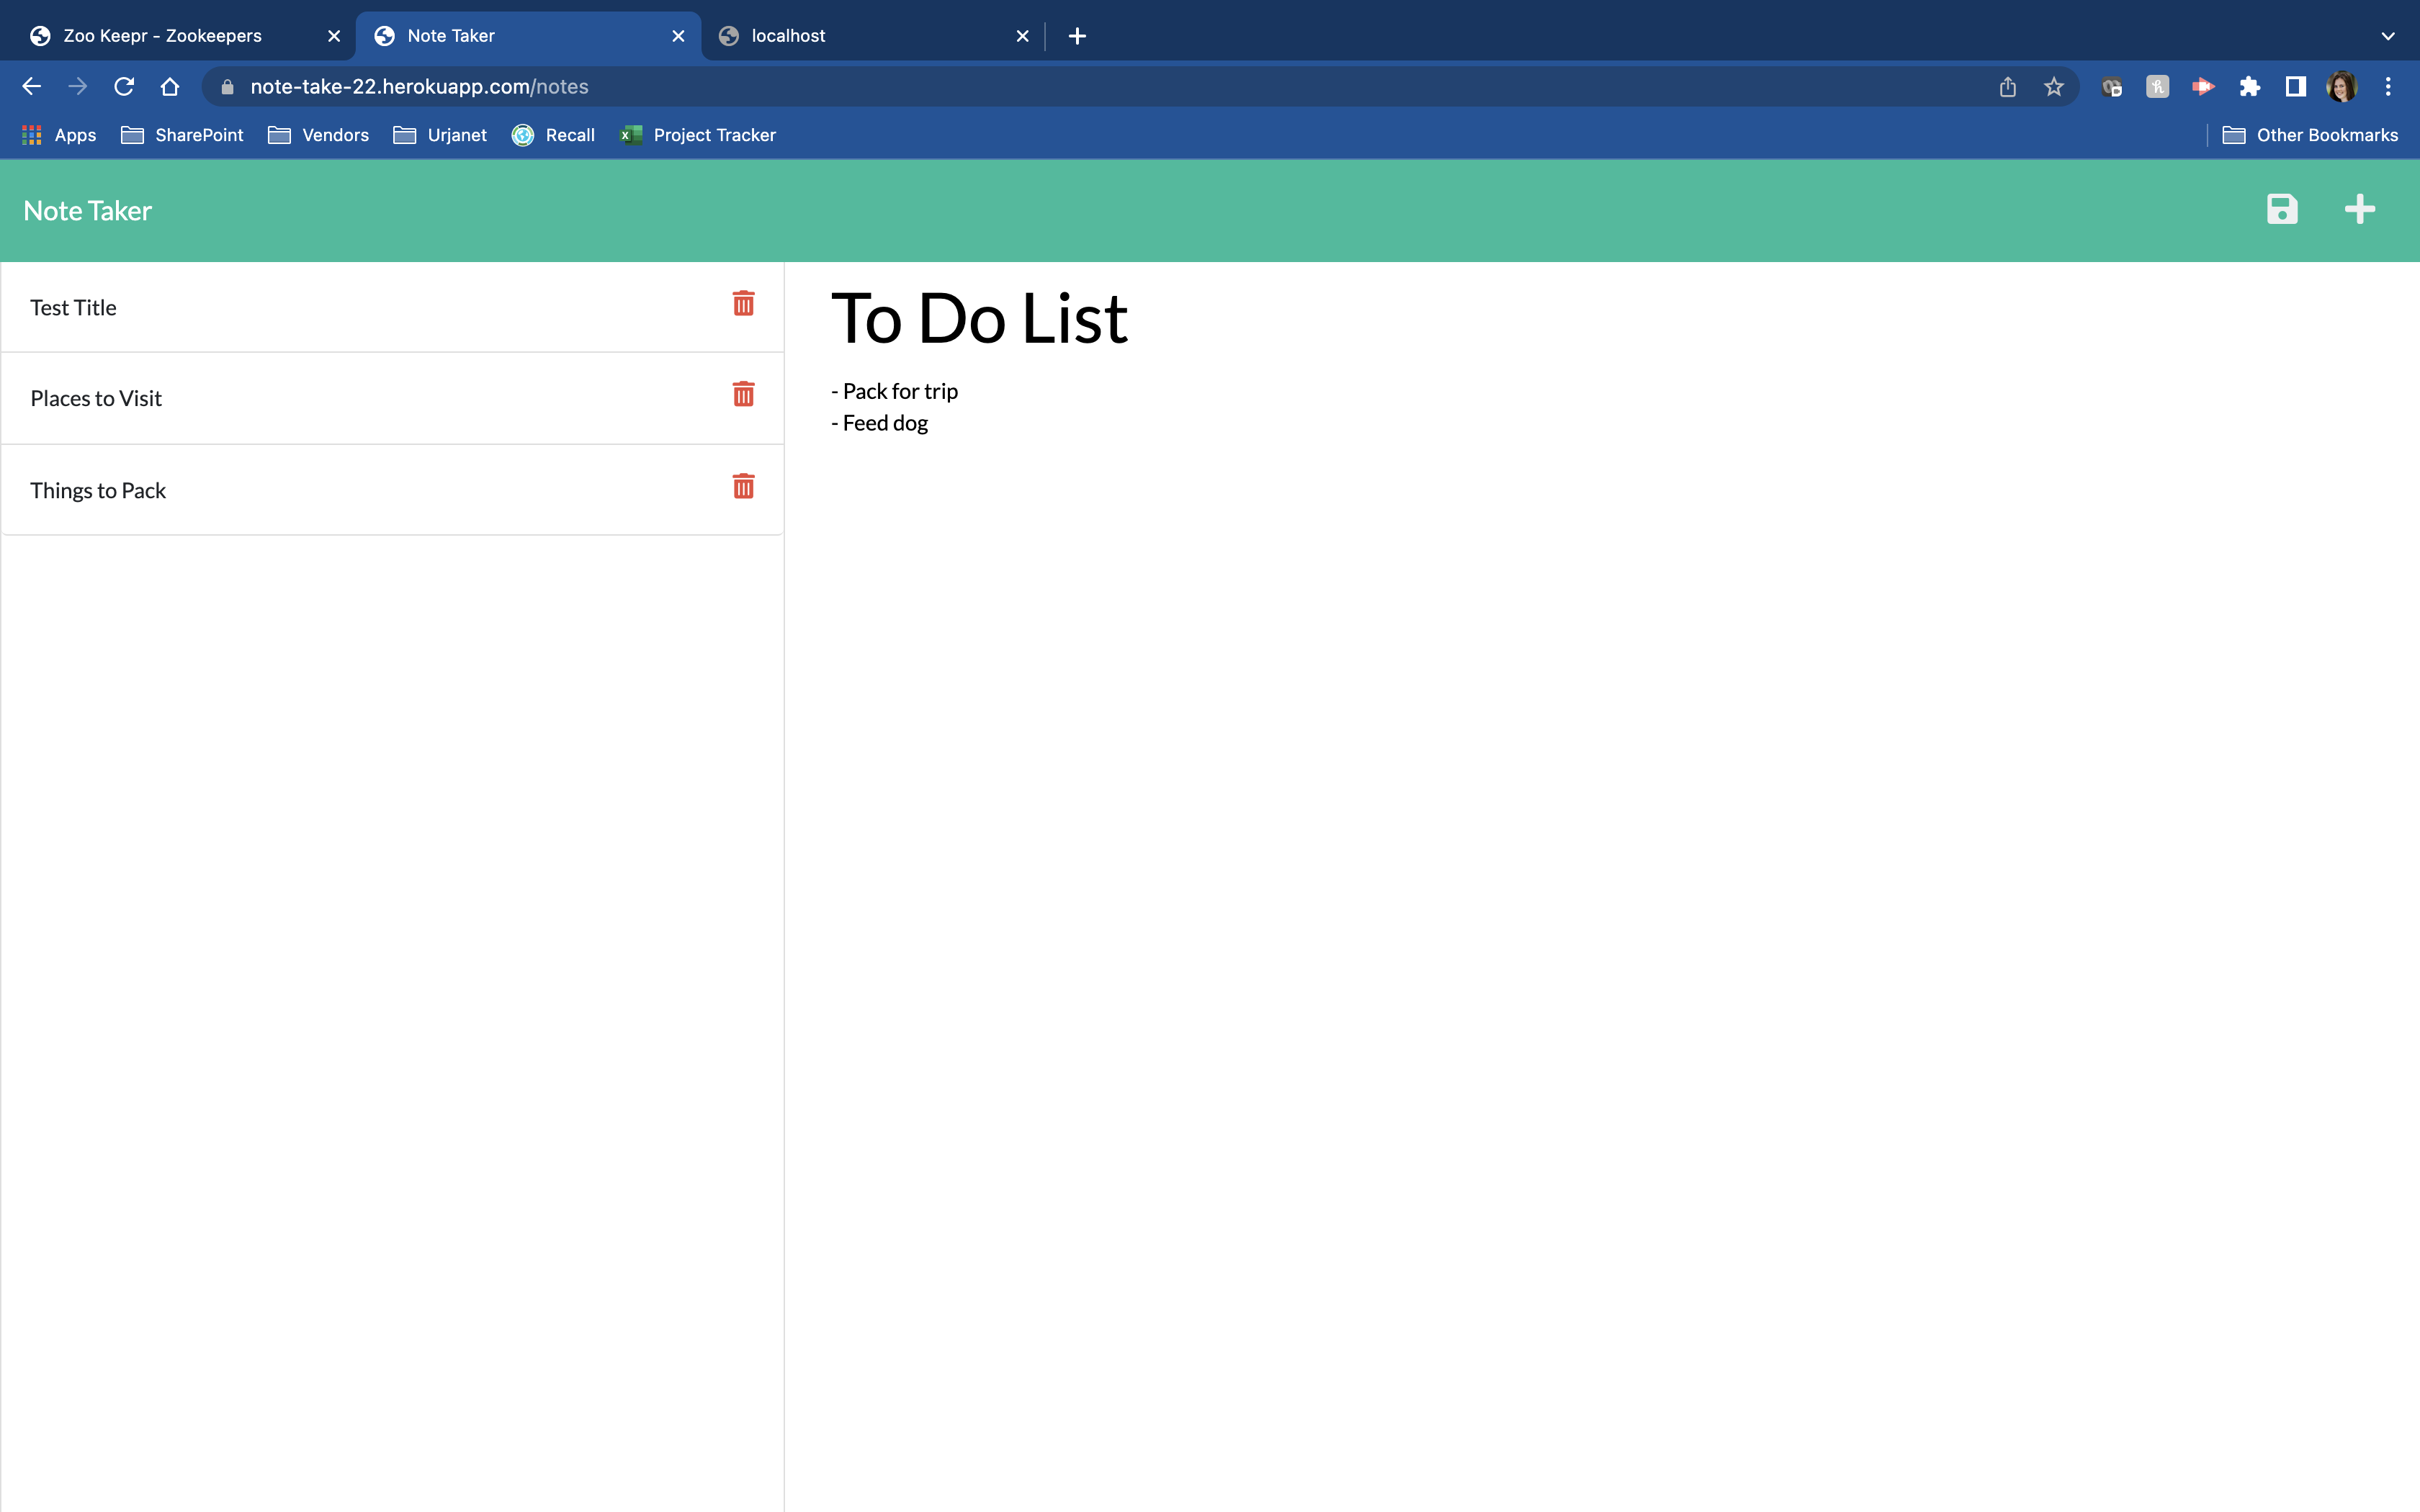 Zoo Keepr - Zookeepers
Note Taker
localhost
note-take-22.herokuapp.com/notes
Apps
SharePoint
Vendors
Urjanet
Recall
Project Tracker
Other Bookmarks
Note Taker
Test Title
Places to Visit
Things to Pack
To Do List
- Pack for trip
- Feed dog